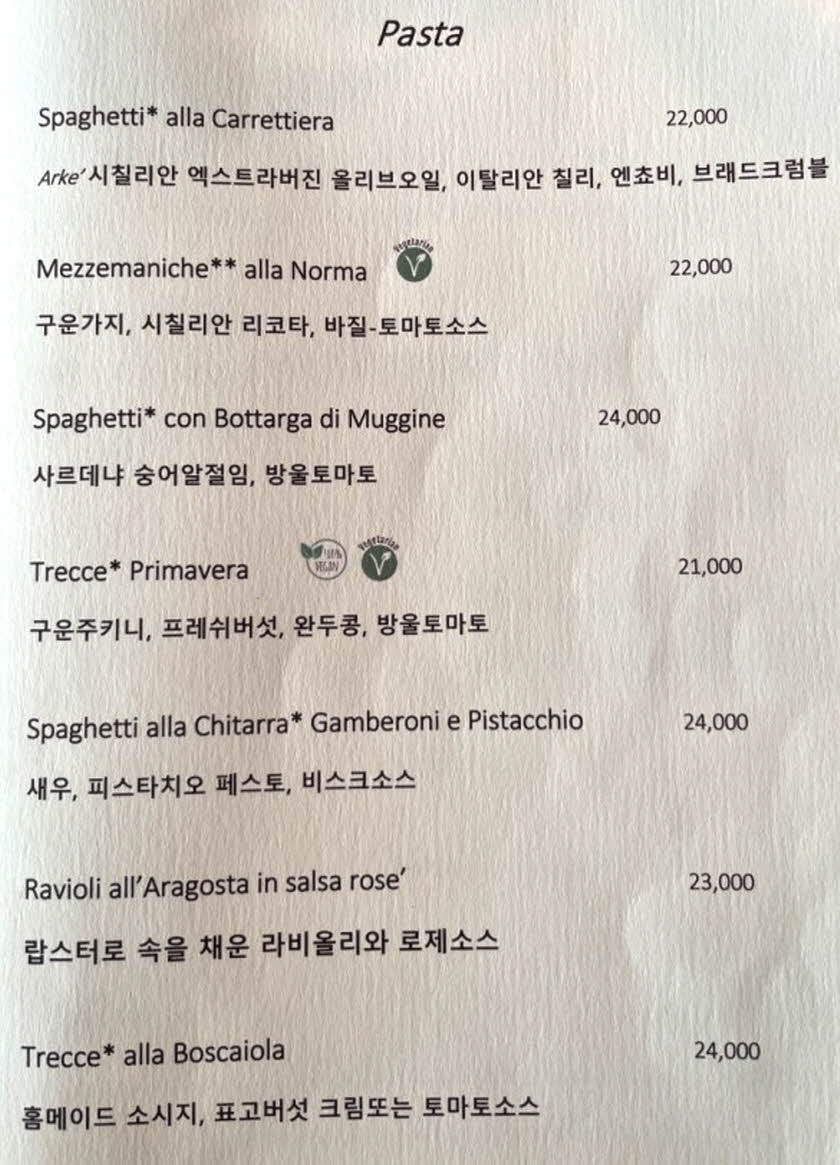 Pasta
Spaghetti* alla Carrettiera 22,000
Arke’ 시칠리안 엑스트라버진 올리브오일, 이탈리안 칠리, 엔쵸비, 브래드크럼블
Mezzemaniche** alla Norma Vegetarian V 22,000
구운가지, 시칠리안 리코타, 바질-토마토소스
Spaghetti* con Bottarga di Muggine 24,000
사르데냐 숭어알절임, 방울토마토
Trecce* Primavera 100% VEGAN Vegetarian V 21,000
구운주키니, 프레쉬버섯, 완두콩, 방울토마토
Spaghetti alla Chitarra* Gamberoni e Pistacchio 24,000
새우, 피스타치오 페스토, 비스크소스
Ravioli all’Aragosta in salsa rose’ 23,000
랍스터로 속을 채운 라비올리와 로제소스
Trecce* alla Boscaiola 24,000
홈메이드 소시지, 표고버섯 크림또는 토마토소스